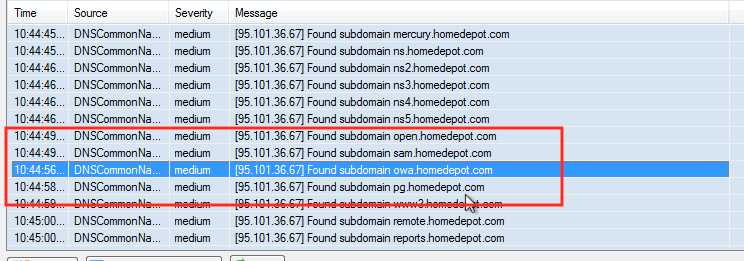 Time Source Severity Message
10:44:45... DNSCommonNa... medium [95.101.36.67] Found subdomain mercury.homedepot.com
10:44:45... DNSCommonNa... medium [95.101.36.67] Found subdomain ns.homedepot.com
10:44:46... DNSCommonNa... medium [95.101.36.67] Found subdomain ns2.homedepot.com
10:44:46... DNSCommonNa... medium [95.101.36.67] Found subdomain ns3.homedepot.com
10:44:46... DNSCommonNa... medium [95.101.36.67] Found subdomain ns4.homedepot.com
10:44:46... DNSCommonNa... medium [95.101.36.67] Found subdomain ns5.homedepot.com
10:44:49... DNSCommonNa... medium [95.101.36.67] Found subdomain open.homedepot.com
10:44:49... DNSCommonNa... medium [95.101.36.67] Found subdomain sam.homedepot.com
10:44:56... DNSCommonNa... medium [95.101.36.67] Found subdomain owa.homedepot.com
10:44:58... DNSCommonNa... medium [95.101.36.67] Found subdomain pg.homedepot.com
10:44:59... DNSCommonNa... medium [95.101.36.67] Found subdomain www3.homedepot.com
10:45:00... DNSCommonNa... medium [95.101.36.67] Found subdomain remote.homedepot.com
10:45:00... DNSCommonNa... medium [95.101.36.67] Found subdomain reports.homedepot.com